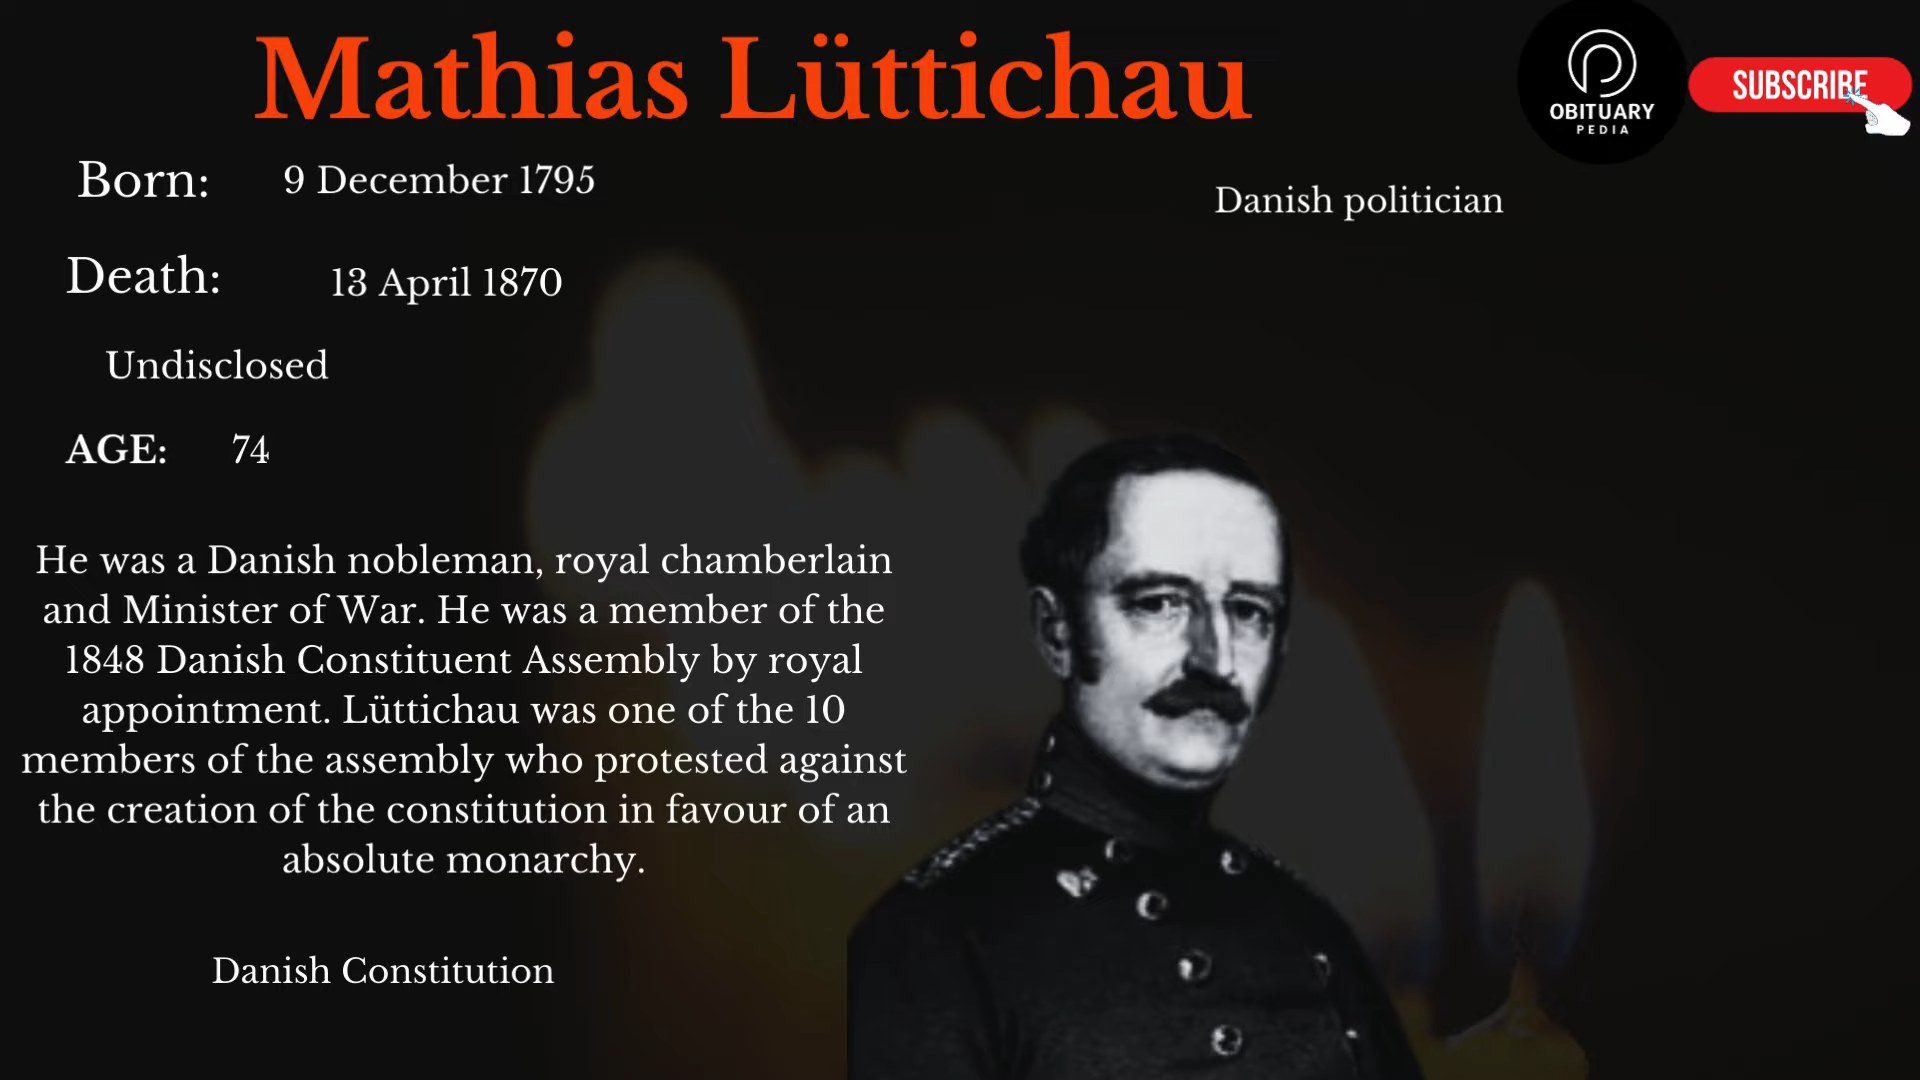 Mathias Lüttichau
OBITUARY
PEDIA
SUBSCRIBE
Born: 9 December 1795
Danish politician
Death: 13 April 1870
Undisclosed
AGE: 74
He was a Danish nobleman, royal chamberlain
and Minister of War. He was a member of the
1848 Danish Constituent Assembly by royal
appointment. Lüttichau was one of the 10
members of the assembly who protested against
the creation of the constitution in favour of an
absolute monarchy.
Danish Constitution